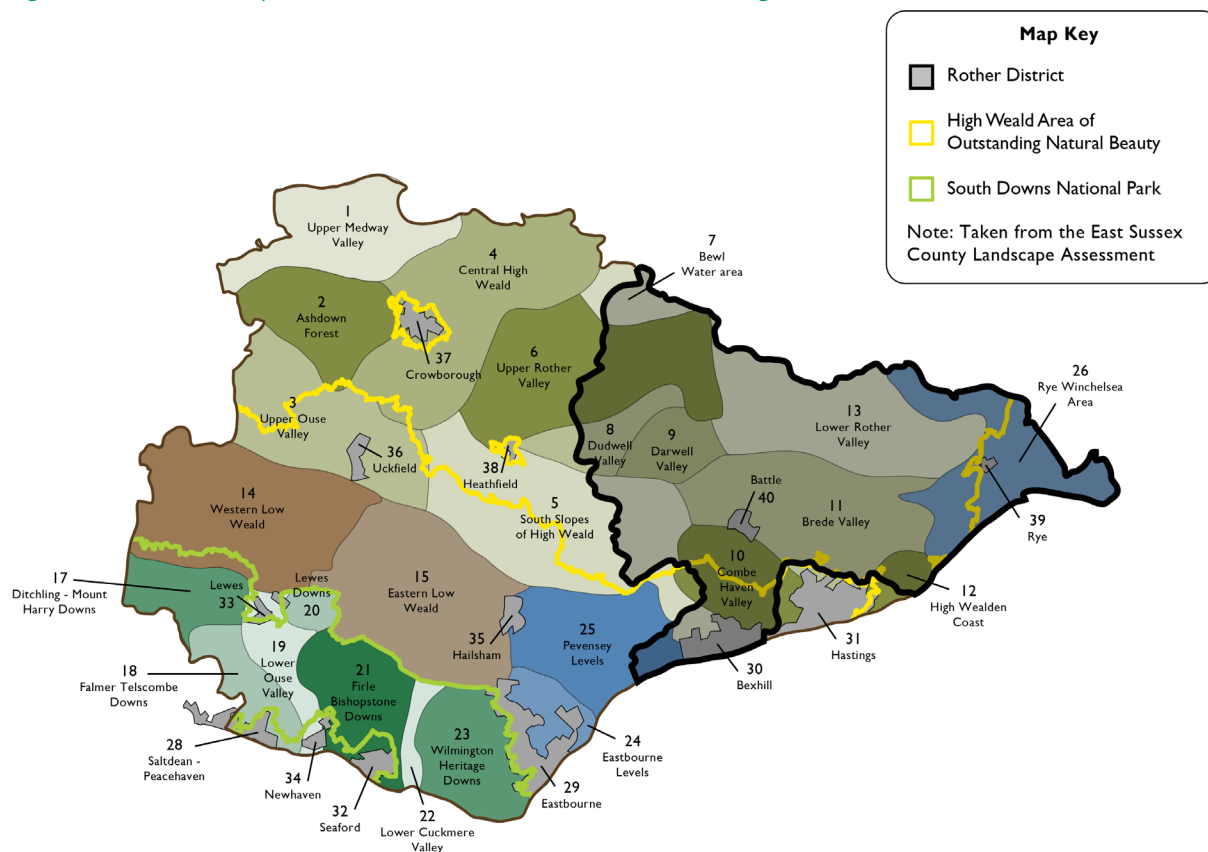 Map Key
Rother District
High Weald Area of
Outstanding Natural Beauty
South Downs National Park
Note: Taken from the East Sussex
County Landscape Assessment
1
Upper Medway
Valley
4
Central High
Weald
7
Bewl
Water area
2
Ashdown
Forest
37
Crowborough
6
Upper Rother
Valley
26
Rye Winchelsea
Area
3
Upper Ouse
Valley
36
Uckfield
38
Heathfield
8
Dudwell
Valley
9
Darwell
Valley
13
Lower Rother
Valley
14
Western Low
Weald
5
South Slopes
of High Weald
Battle
40
11
Brede Valley
39
Rye
17
Ditchling - Mount
Harry Downs
Lewes
33
Lewes
Downs
20
15
Eastern Low
Weald
10
Combe
Haven
Valley
12
High Wealden
Coast
35
Hailsham
25
Pevensey
Levels
31
Hastings
30
Bexhill
18
Falmer Telscombe
Downs
19
Lower
Ouse
Valley
21
Firle
Bishopstone
Downs
23
Wilmington
Heritage
Downs
24
Eastbourne
Levels
28
Saltdean -
Peacehaven
34
Newhaven
32
Seaford
22
Lower Cuckmere
Valley
29
Eastbourne